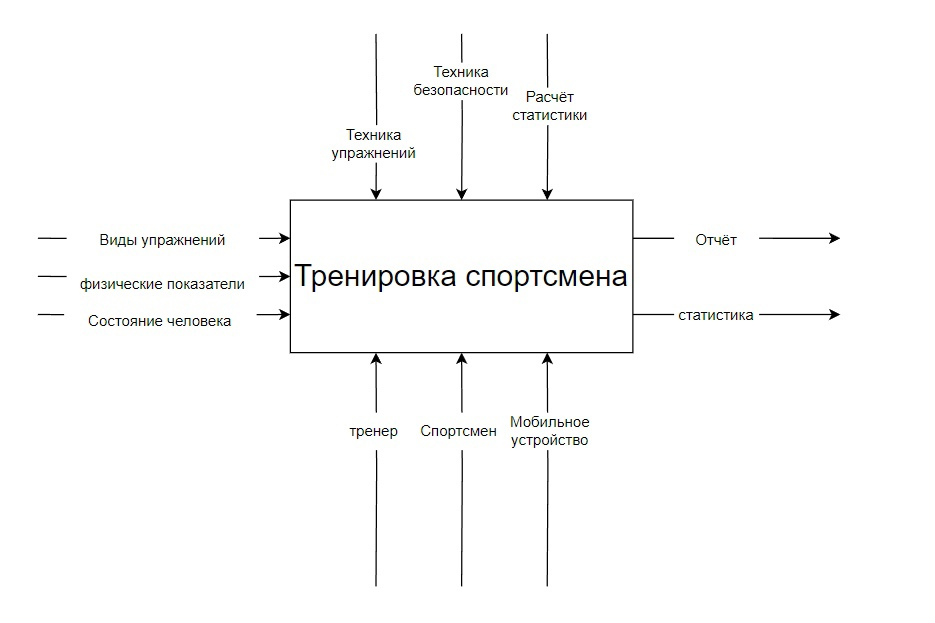 Техника
безопасности
Расчёт
статистики
Техника
упражнений
Виды упражнений
физические показатели
Состояние человека
Тренировка спортсмена
Отчёт
статистика
тренер
Спортсмен
Мобильное
устройство